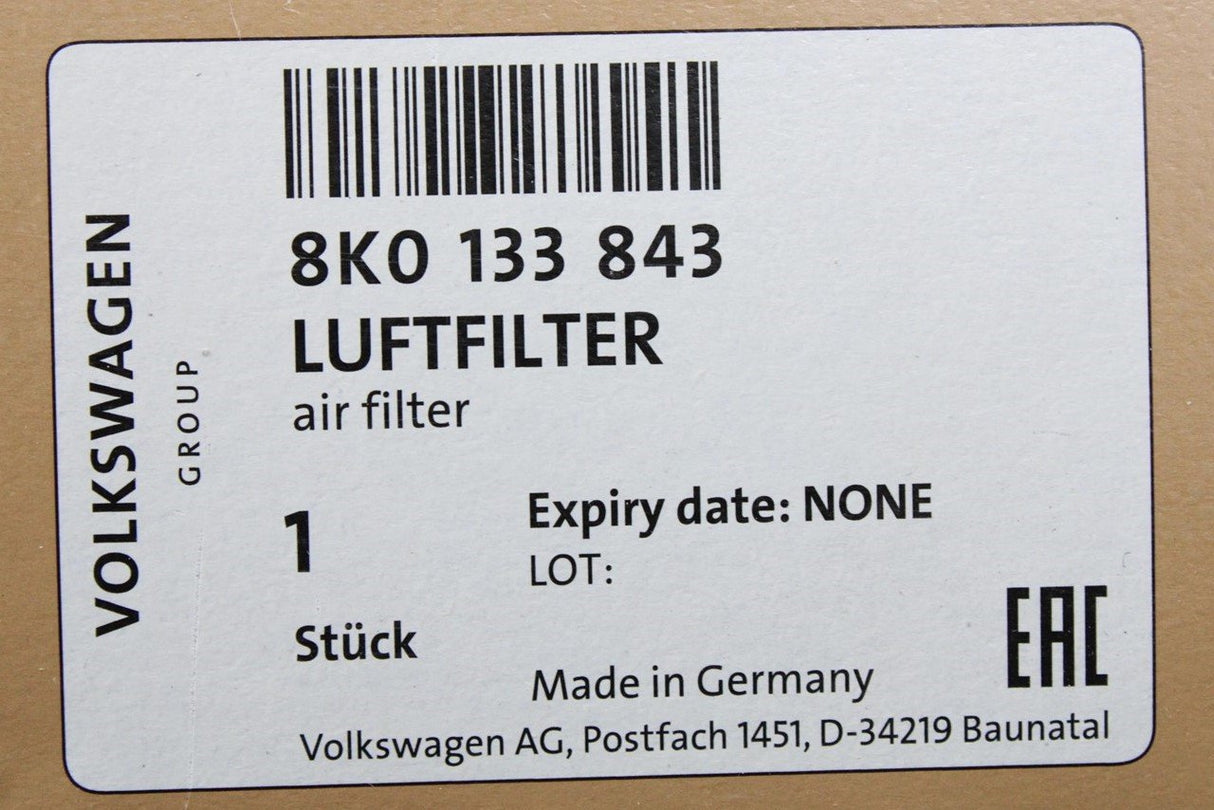 VOLKSWAGEN
GROUP
8K0 133 843
LUFTFILTER
air filter
1
Stück
Expiry date: NONE
LOT:
Made in Germany
EAC
Volkswagen AG, Postfach 1451, D-34219 Baunatal